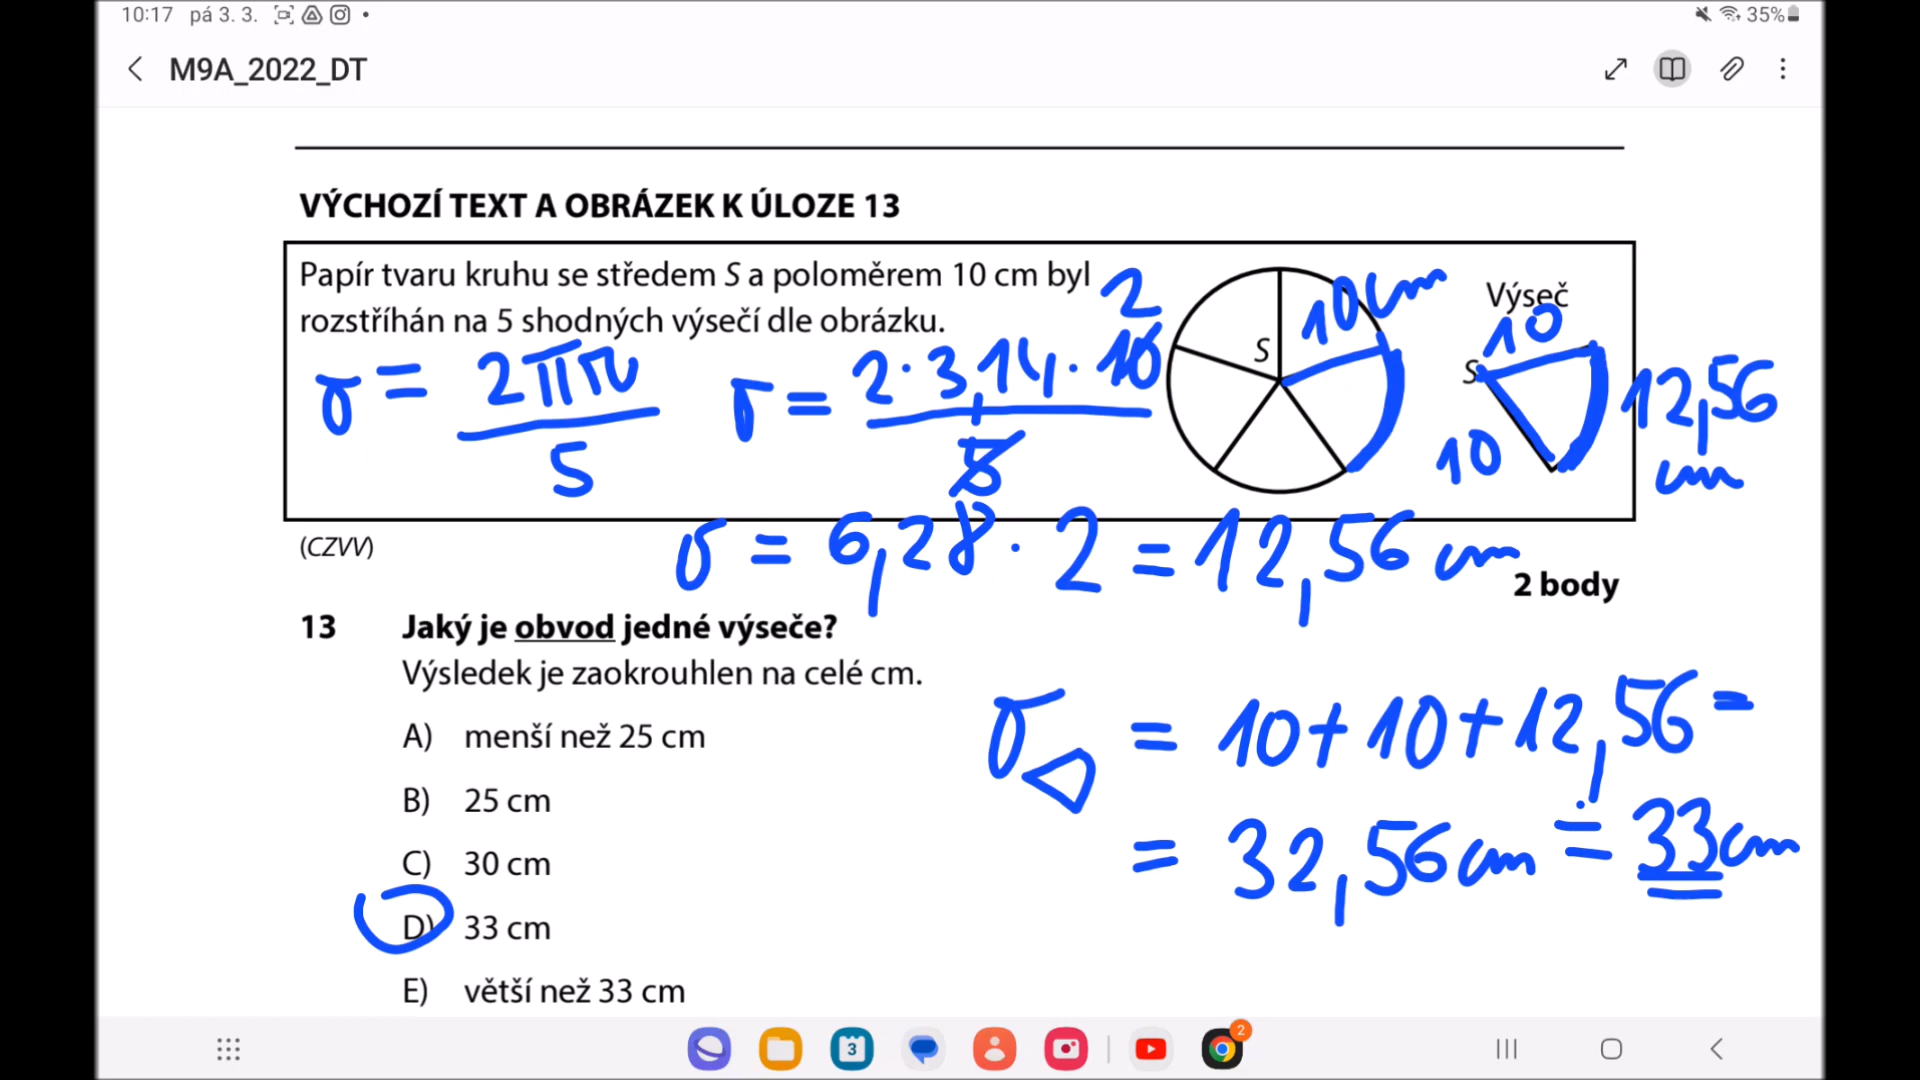 10:17 pá 3. 3.
35%
M9A_2022_DT
VÝCHOZÍ TEXT A OBRÁZEK K ÚLOZE 13
Papír tvaru kruhu se středem S a poloměrem 10 cm byl
rozstříhán na 5 shodných výsečí dle obrázku.
σ = 2πr / 5
σ = 2 · 3,14 · 10 / 5
2
S
10cm
Výseč
S
10
10
12,56
cm
σ = 6,28 · 2 = 12,56 cm
(CZVV)
2 body
13 Jaký je obvod jedné výseče?
Výsledek je zaokrouhlen na celé cm.
A) menší než 25 cm
B) 25 cm
C) 30 cm
D) 33 cm
E) větší než 33 cm
σ = 10 + 10 + 12,56 =
= 32,56 cm ≐ 33 cm
3
2